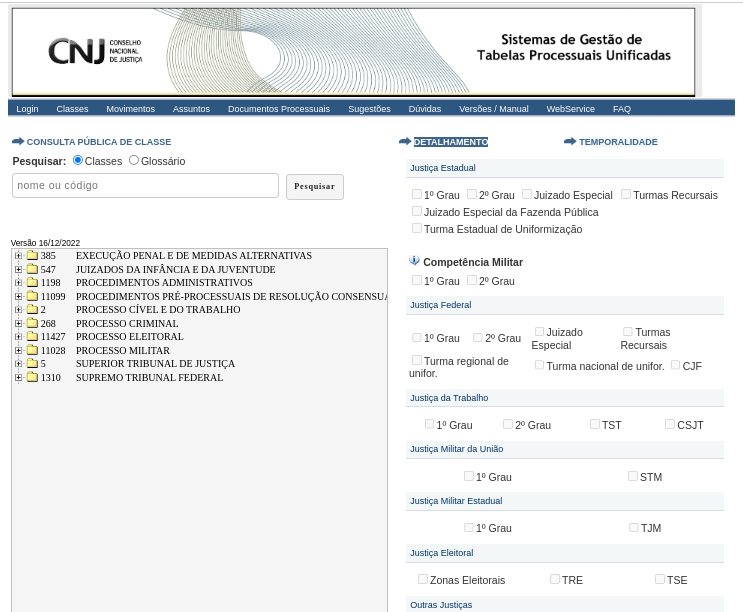 CNJ CONSELHO
NACIONAL
DE JUSTIÇA
Sistemas de Gestão de
Tabelas Processuais Unificadas
Login Classes Movimentos Assuntos Documentos Processuais Sugestões Dúvidas Versões / Manual WebService FAQ
CONSULTA PÚBLICA DE CLASSE
Pesquisar: Classes Glossário
nome ou código Pesquisar
Versão 16/12/2022
385 EXECUÇÃO PENAL E DE MEDIDAS ALTERNATIVAS
547 JUIZADOS DA INFÂNCIA E DA JUVENTUDE
1198 PROCEDIMENTOS ADMINISTRATIVOS
11099 PROCEDIMENTOS PRÉ-PROCESSUAIS DE RESOLUÇÃO CONSENSUA
2 PROCESSO CÍVEL E DO TRABALHO
268 PROCESSO CRIMINAL
11427 PROCESSO ELEITORAL
11028 PROCESSO MILITAR
5 SUPERIOR TRIBUNAL DE JUSTIÇA
1310 SUPREMO TRIBUNAL FEDERAL
DETALHAMENTO TEMPORALIDADE
Justiça Estadual
1º Grau 2º Grau Juizado Especial Turmas Recursais
Juizado Especial da Fazenda Pública
Turma Estadual de Uniformização
Competência Militar
1º Grau 2º Grau
Justiça Federal
1º Grau 2º Grau Juizado Especial Turmas Recursais
Turma regional de unifor. Turma nacional de unifor. CJF
Justiça da Trabalho
1º Grau 2º Grau TST CSJT
Justiça Militar da União
1º Grau STM
Justiça Militar Estadual
1º Grau TJM
Justiça Eleitoral
Zonas Eleitorais TRE TSE
Outras Justiças